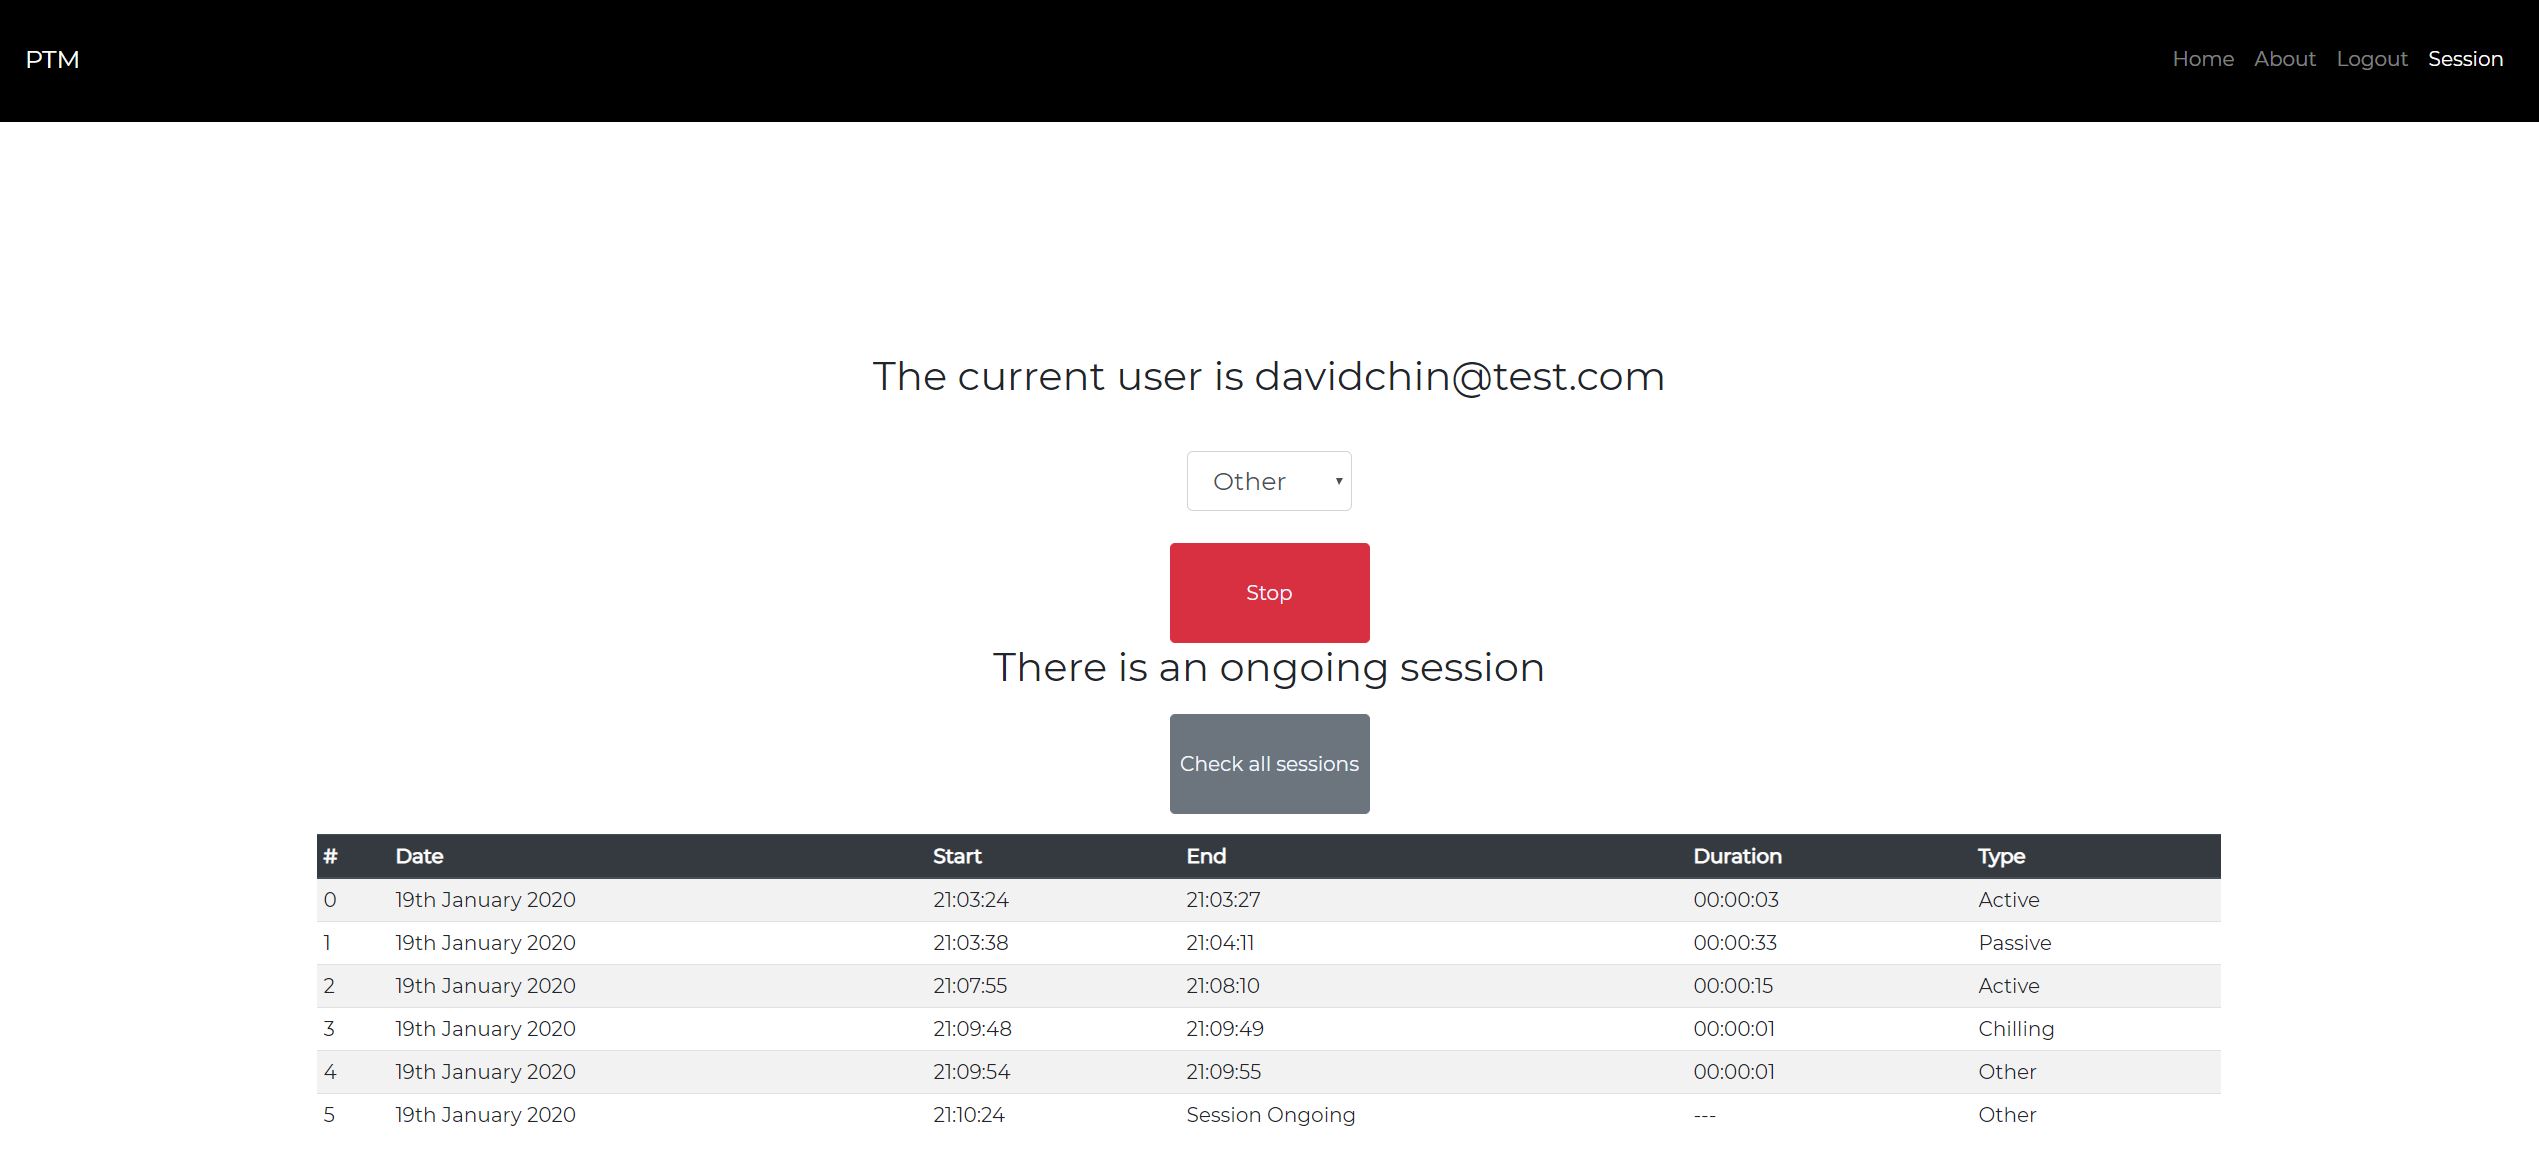 PTM Home About Logout Session
The current user is davidchin@test.com
Other
Stop
There is an ongoing session
Check all sessions
# Date Start End Duration Type
0 19th January 2020 21:03:24 21:03:27 00:00:03 Active
1 19th January 2020 21:03:38 21:04:11 00:00:33 Passive
2 19th January 2020 21:07:55 21:08:10 00:00:15 Active
3 19th January 2020 21:09:48 21:09:49 00:00:01 Chilling
4 19th January 2020 21:09:54 21:09:55 00:00:01 Other
5 19th January 2020 21:10:24 Session Ongoing --- Other